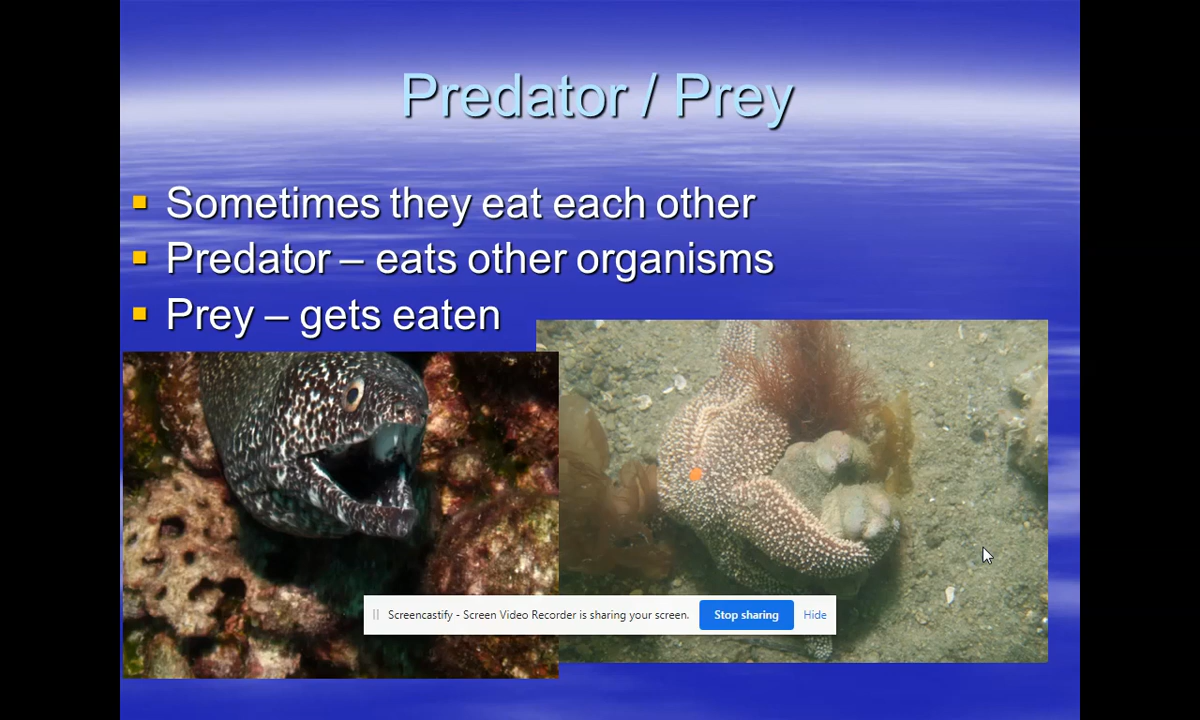 Predator / Prey
Sometimes they eat each other
Predator – eats other organisms
Prey – gets eaten
Screencastify - Screen Video Recorder is sharing your screen. Stop sharing Hide